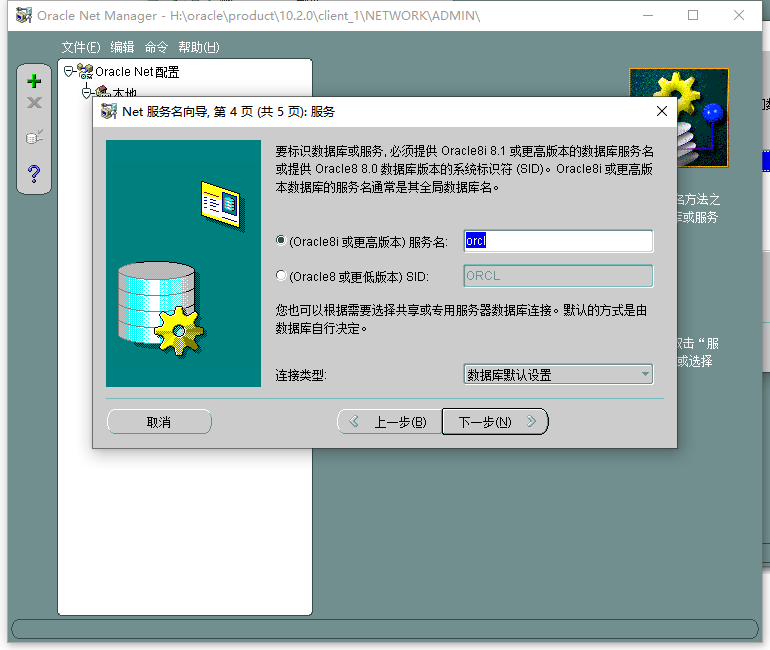 Oracle Net Manager - H:\oracle\product\10.2.0\client_1\NETWORK\ADMIN\
文件(F) 编辑 命令 帮助(H)
Oracle Net 配置
本地
Net 服务名向导, 第 4 页 (共 5 页): 服务
要标识数据库或服务, 必须提供 Oracle8i 8.1 或更高版本的数据库服务名
或提供 Oracle8 8.0 数据库版本的系统标识符 (SID)。Oracle8i 或更高版
本数据库的服务名通常是其全局数据库名。
名方法之
库或服务
(Oracle8i 或更高版本) 服务名:
orcl
(Oracle8 或更低版本) SID:
ORCL
您也可以根据需要选择共享或专用服务器数据库连接。默认的方式是由
数据库自行决定。
双击“服
或选择
连接类型:
数据库默认设置
取消
上一步(B)
下一步(N)